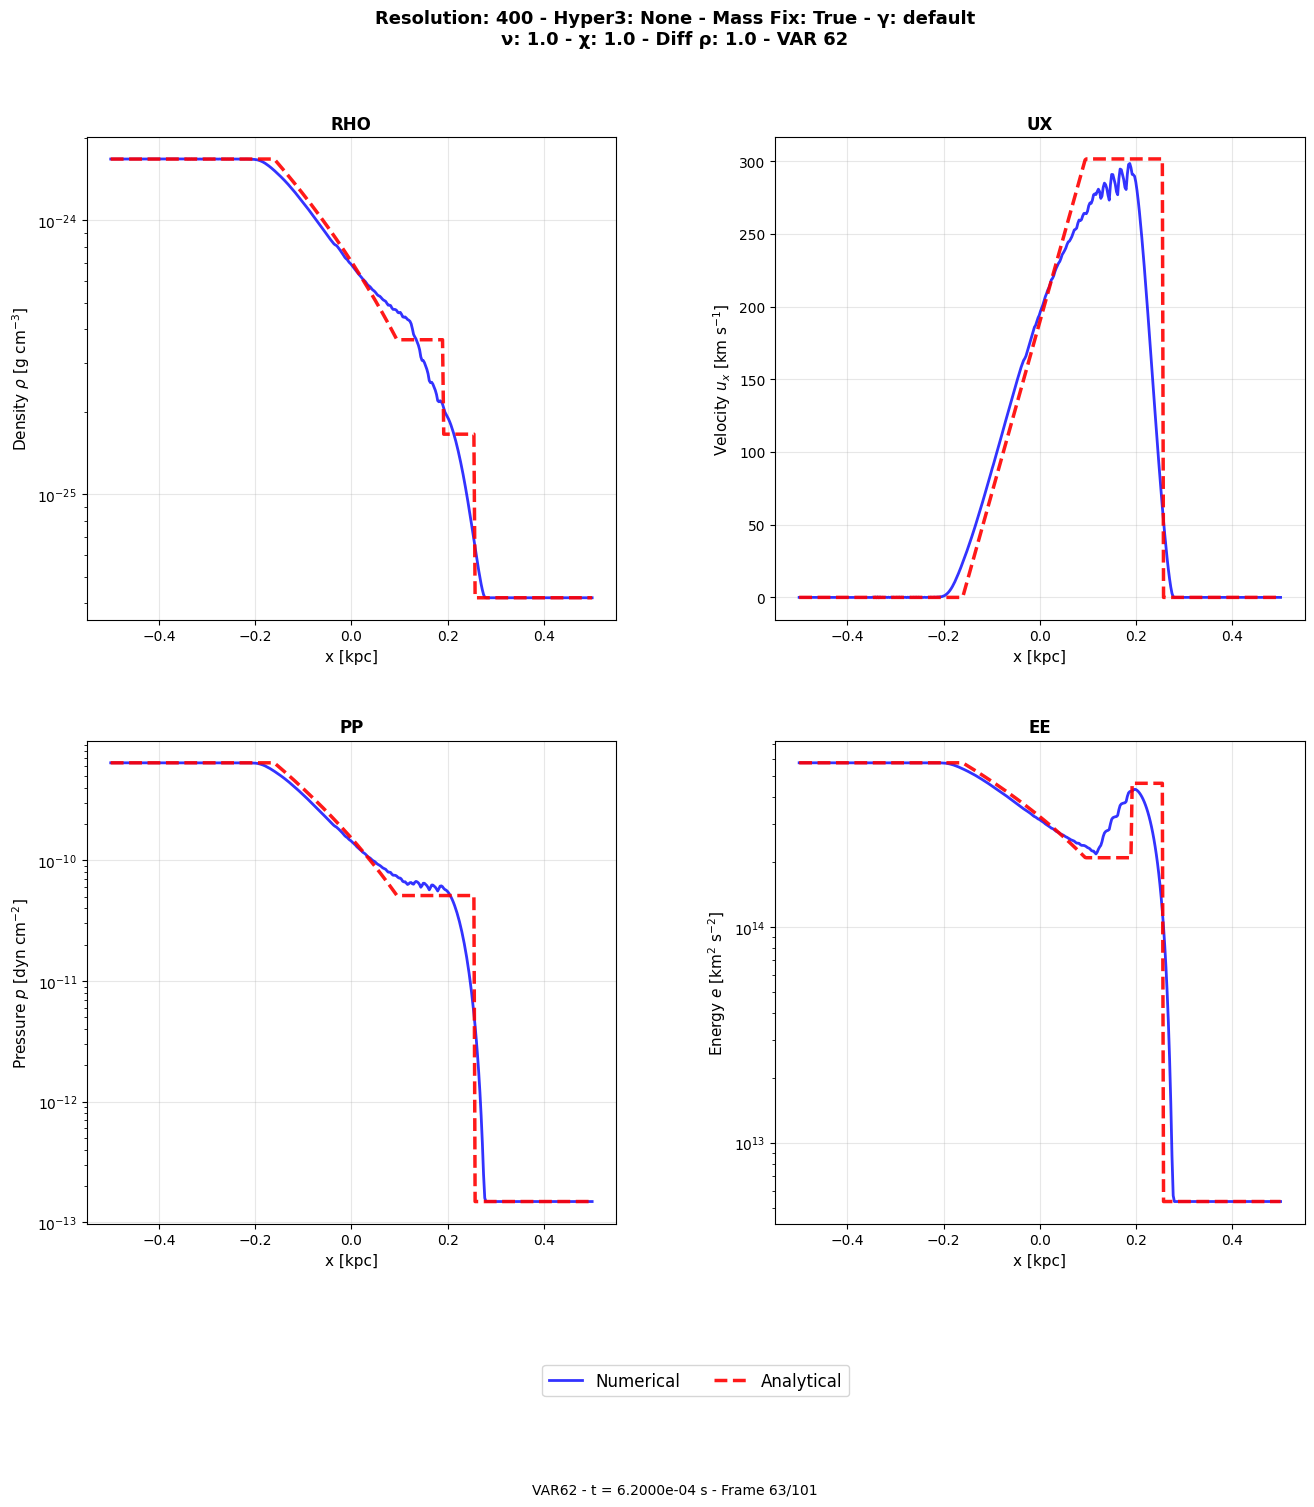 Resolution: 400 - Hyper3: None - Mass Fix: True - γ: default
ν: 1.0 - χ: 1.0 - Diff ρ: 1.0 - VAR 62
RHO
Density ρ [g cm⁻³]
10⁻²⁴
10⁻²⁵
−0.4 −0.2 0.0 0.2 0.4
x [kpc]
UX
Velocity uₓ [km s⁻¹]
300
250
200
150
100
50
0
−0.4 −0.2 0.0 0.2 0.4
x [kpc]
PP
Pressure p [dyn cm⁻²]
10⁻¹⁰
10⁻¹¹
10⁻¹²
10⁻¹³
−0.4 −0.2 0.0 0.2 0.4
x [kpc]
EE
Energy e [km² s⁻²]
10¹⁴
10¹³
−0.4 −0.2 0.0 0.2 0.4
x [kpc]
Numerical Analytical
VAR62 - t = 6.2000e-04 s - Frame 63/101